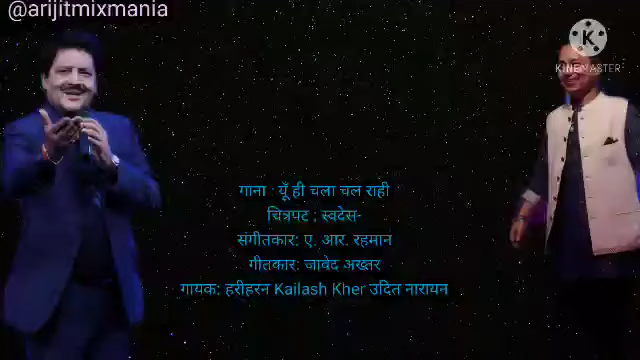 @arijitmixmania
KINEMASTER
गाना : यूँ ही चला चल राही
चित्रपट ; स्वदेस-
संगीतकार: ए. आर. रहमान
गीतकार: जावेद अख्तर
गायक: हरीहरन Kailash Kher उदित नारायन